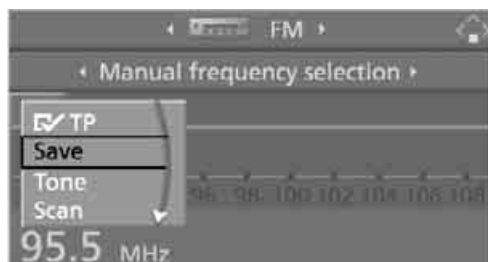 FM
Manual frequency selection
TP
Save
Tone
96 98 100 102 104 106 108
Scan
95.5 MHz